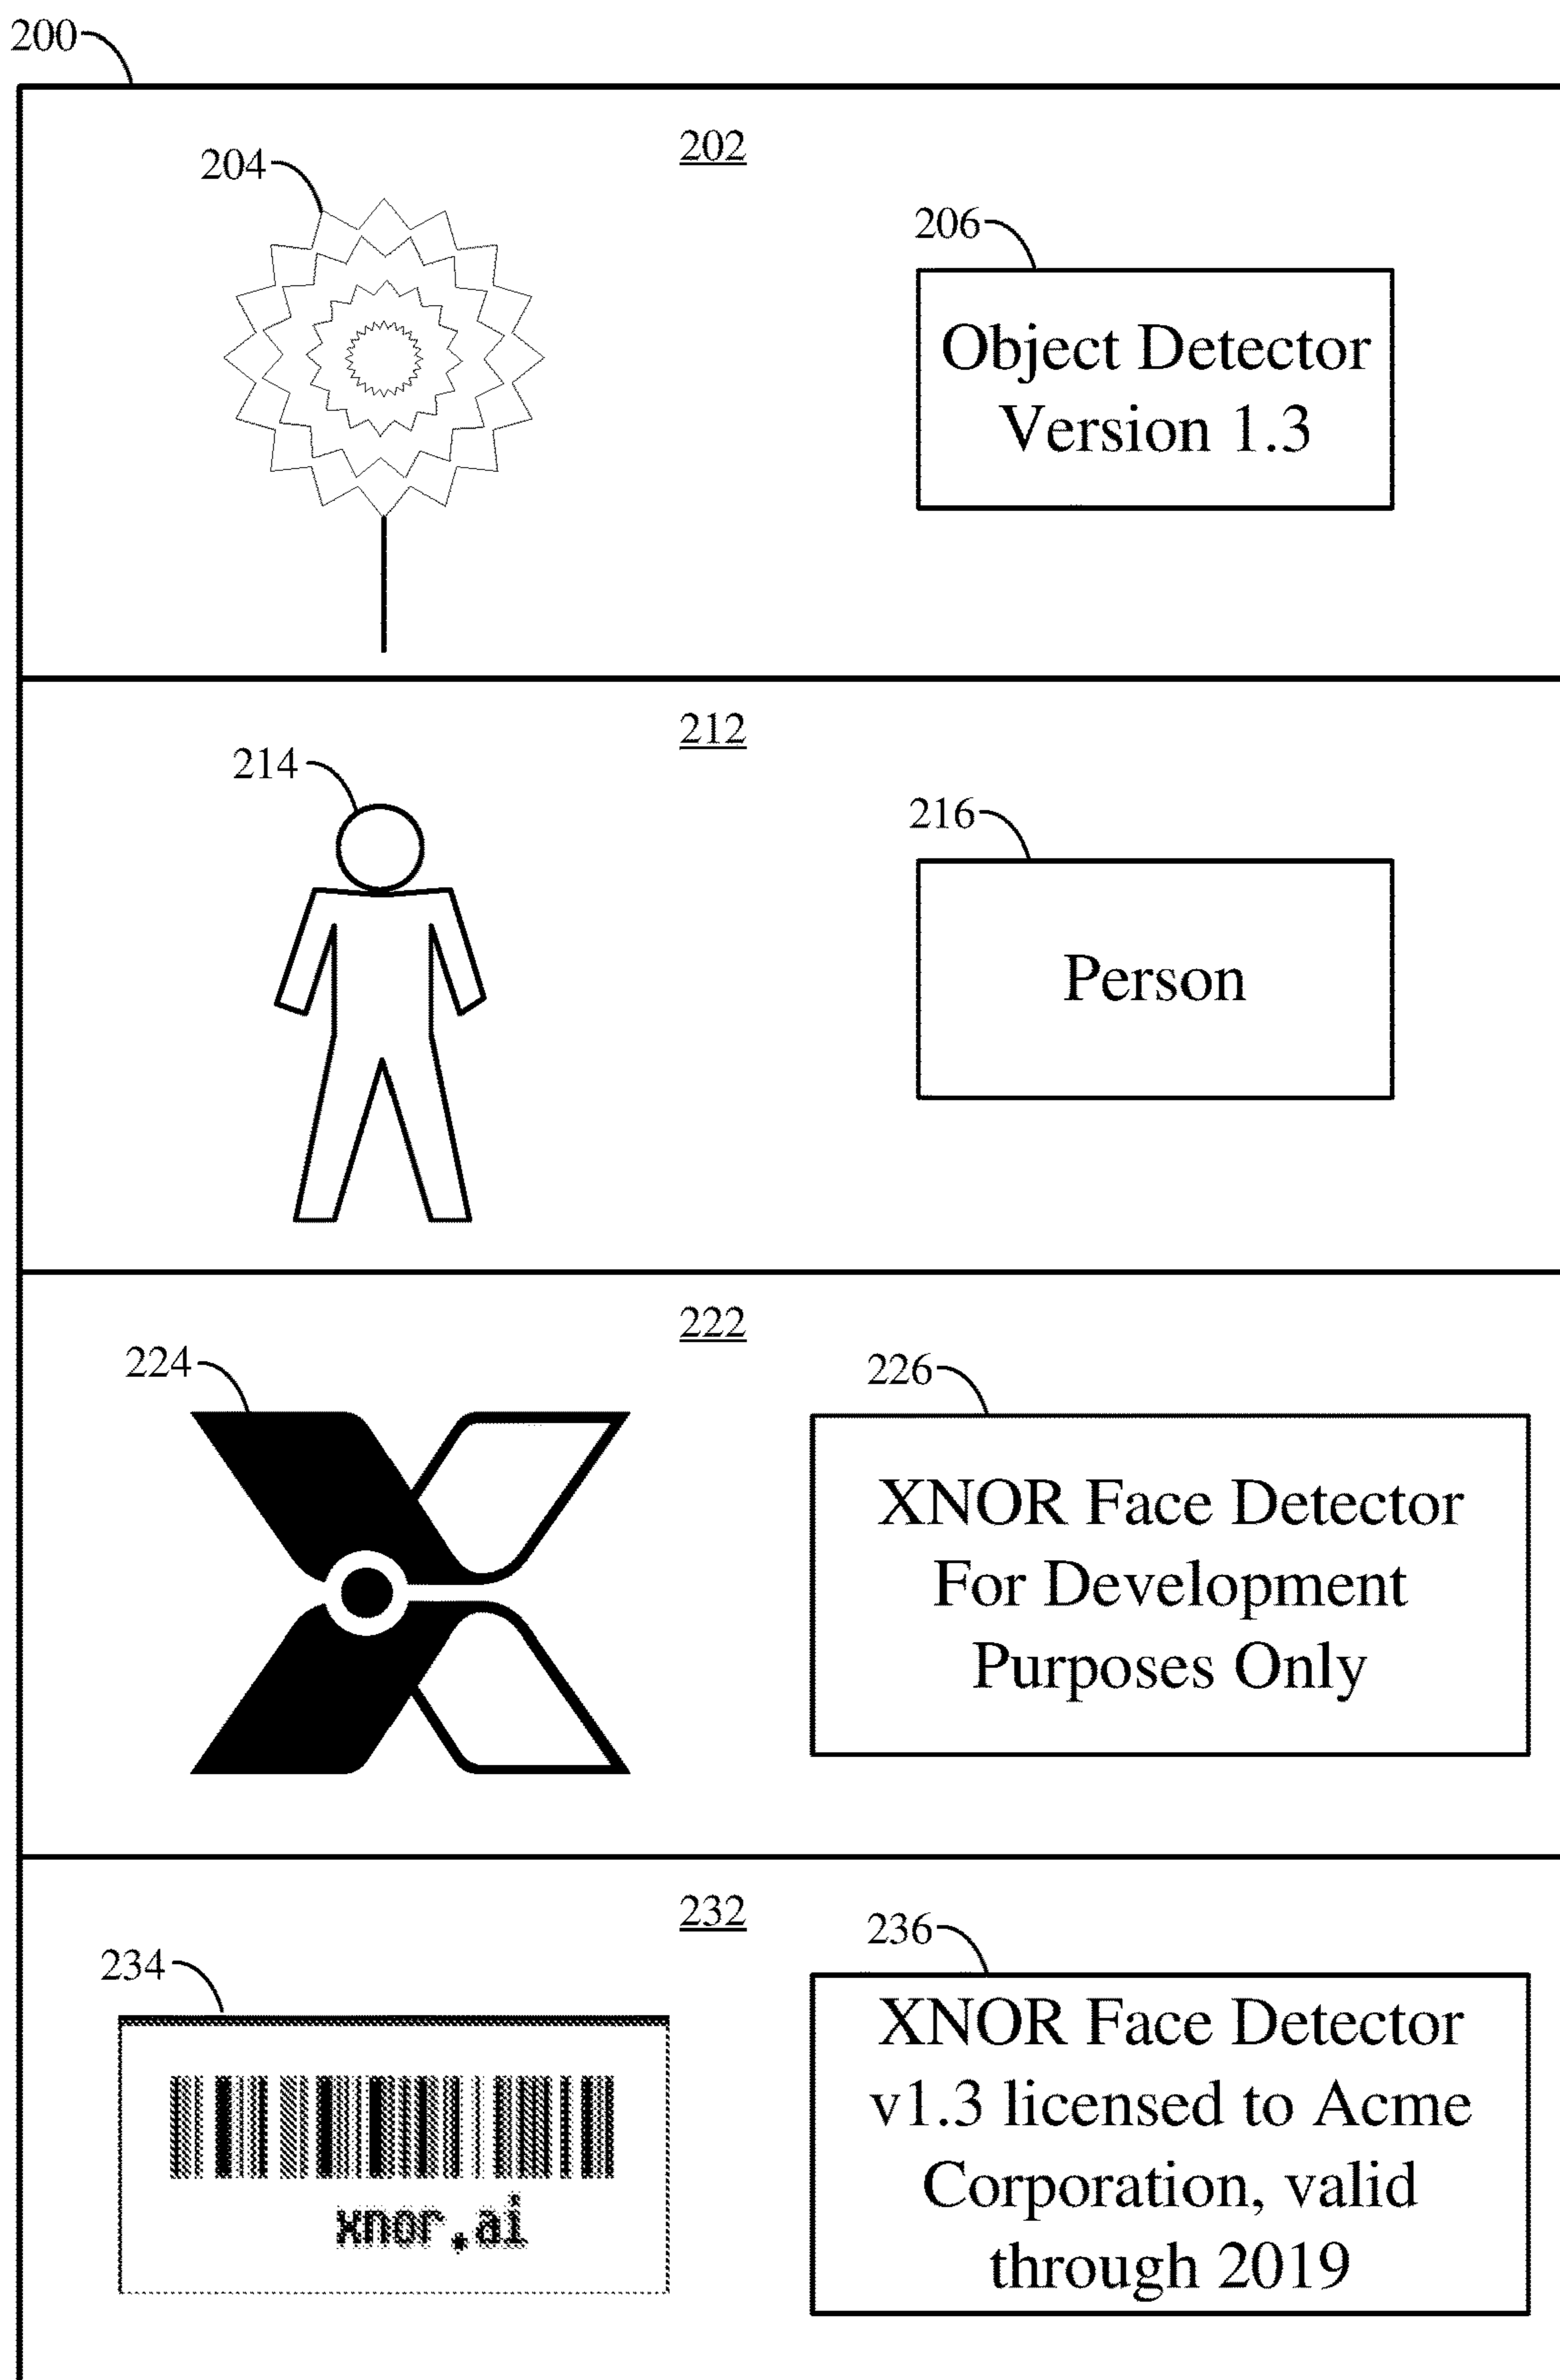 200
202
204
206
Object Detector
Version 1.3
212
214
216
Person
222
224
226
XNOR Face Detector
For Development
Purposes Only
232
234
236
XNOR Face Detector
v1.3 licensed to Acme
Corporation, valid
through 2019
xnor.ai